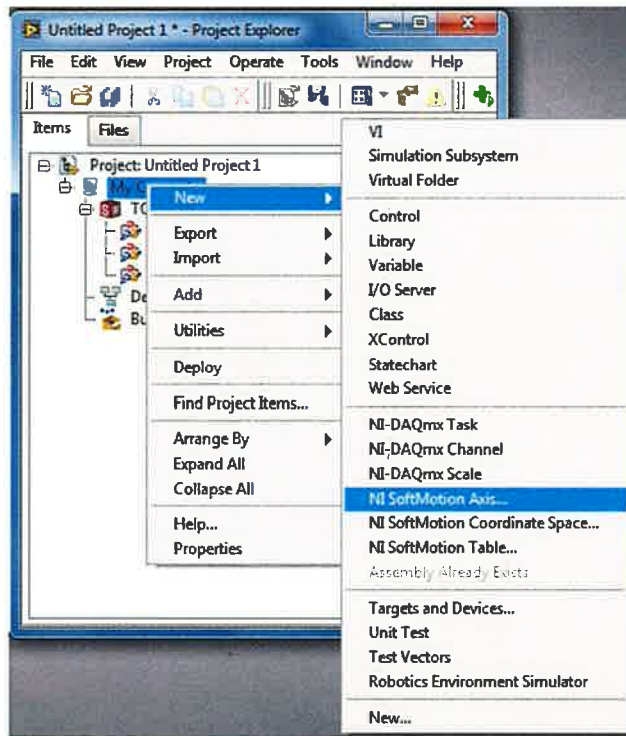 Untitled Project 1 * - Project Explorer
File Edit View Project Operate Tools Window Help
Items Files
Project: Untitled Project 1
My
TO
De
Bu
New
Export
Import
Add
Utilities
Deploy
Find Project Items...
Arrange By
Expand All
Collapse All
Help...
Properties
VI
Simulation Subsystem
Virtual Folder
Control
Library
Variable
I/O Server
Class
XControl
Statechart
Web Service
NI-DAQmx Task
NI-DAQmx Channel
NI-DAQmx Scale
NI SoftMotion Axis...
NI SoftMotion Coordinate Space...
NI SoftMotion Table...
Assembly Already Exists
Targets and Devices...
Unit Test
Test Vectors
Robotics Environment Simulator
New...